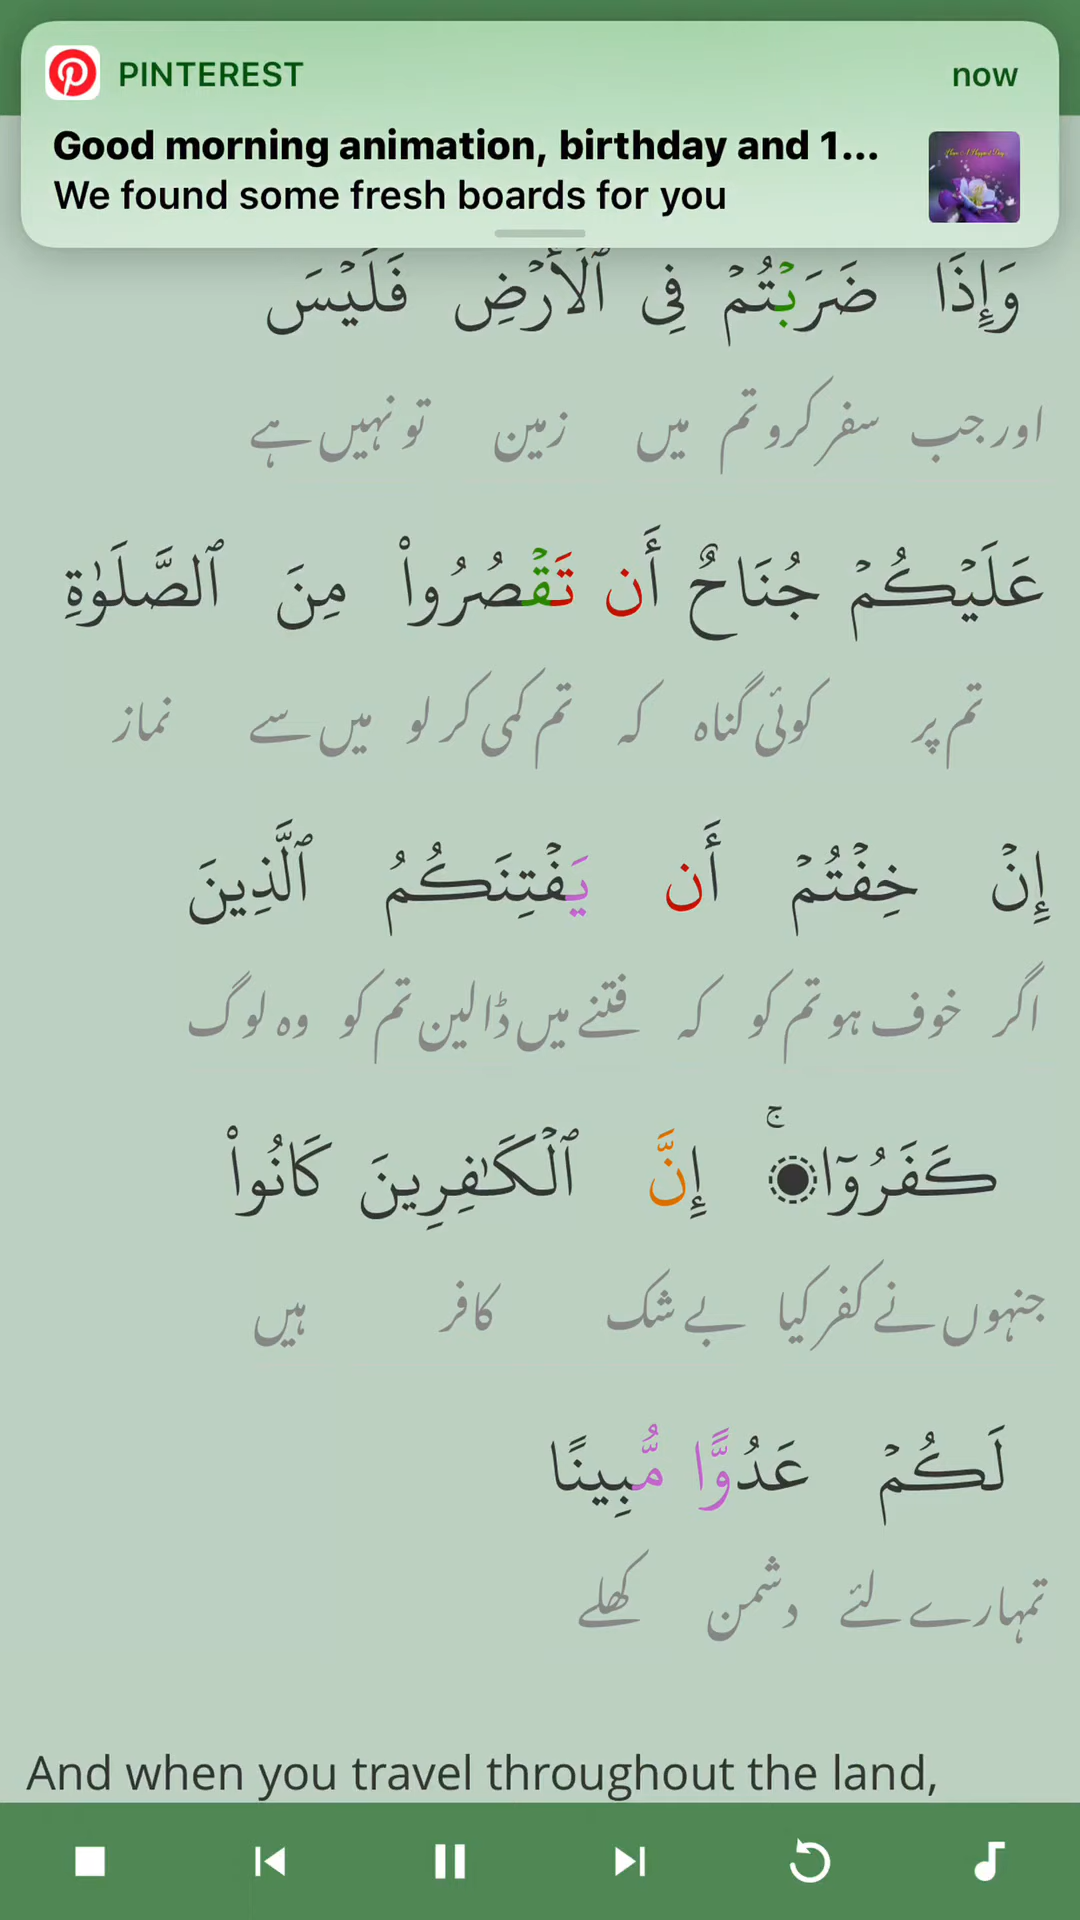 PINTEREST now
Good morning animation, birthday and 1...
We found some fresh boards for you
وَإِذَا ضَرَبۡتُمۡ فِى ٱلۡأَرۡضِ فَلَيۡسَ
اور جب سفر کرو تم میں زمین تو نہیں ہے
عَلَيۡكُمۡ جُنَاحٌ أَن تَقۡصُرُواْ مِنَ ٱلصَّلَوٰةِ
تم پر کوئی گناہ کہ تم کمی کر لو میں سے نماز
إِنۡ خِفۡتُمۡ أَن يَفۡتِنَكُمُ ٱلَّذِينَ
اگر خوف ہو تم کو کہ فتنے میں ڈالیں تم کو وہ لوگ
كَفَرُوٓاۚ إِنَّ ٱلۡكَـٰفِرِينَ كَانُواْ
جنہوں نے کفر کیا بے شک کافر ہیں
لَكُمۡ عَدُوًّا مُّبِينًا
تمہارے لئے دشمن کھلے
And when you travel throughout the land,